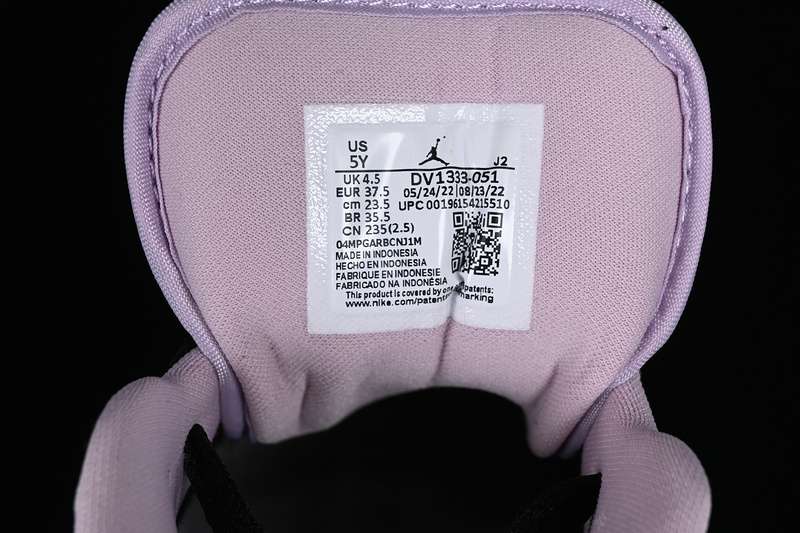 US
5Y
J2
UK 4.5
DV1333-051
EUR 37.5
05/24/22 08/23/22
cm 23.5
UPC 00196154215510
BR 35.5
CN 235(2.5)
04MPGARBCNJ1M
MADE IN INDONESIA
HECHO EN INDONESIA
FABRIQUE EN INDONESIE
FABRICADO NA INDONÉSIA
This product is covered by one patents;
www.nike.com/patent marking